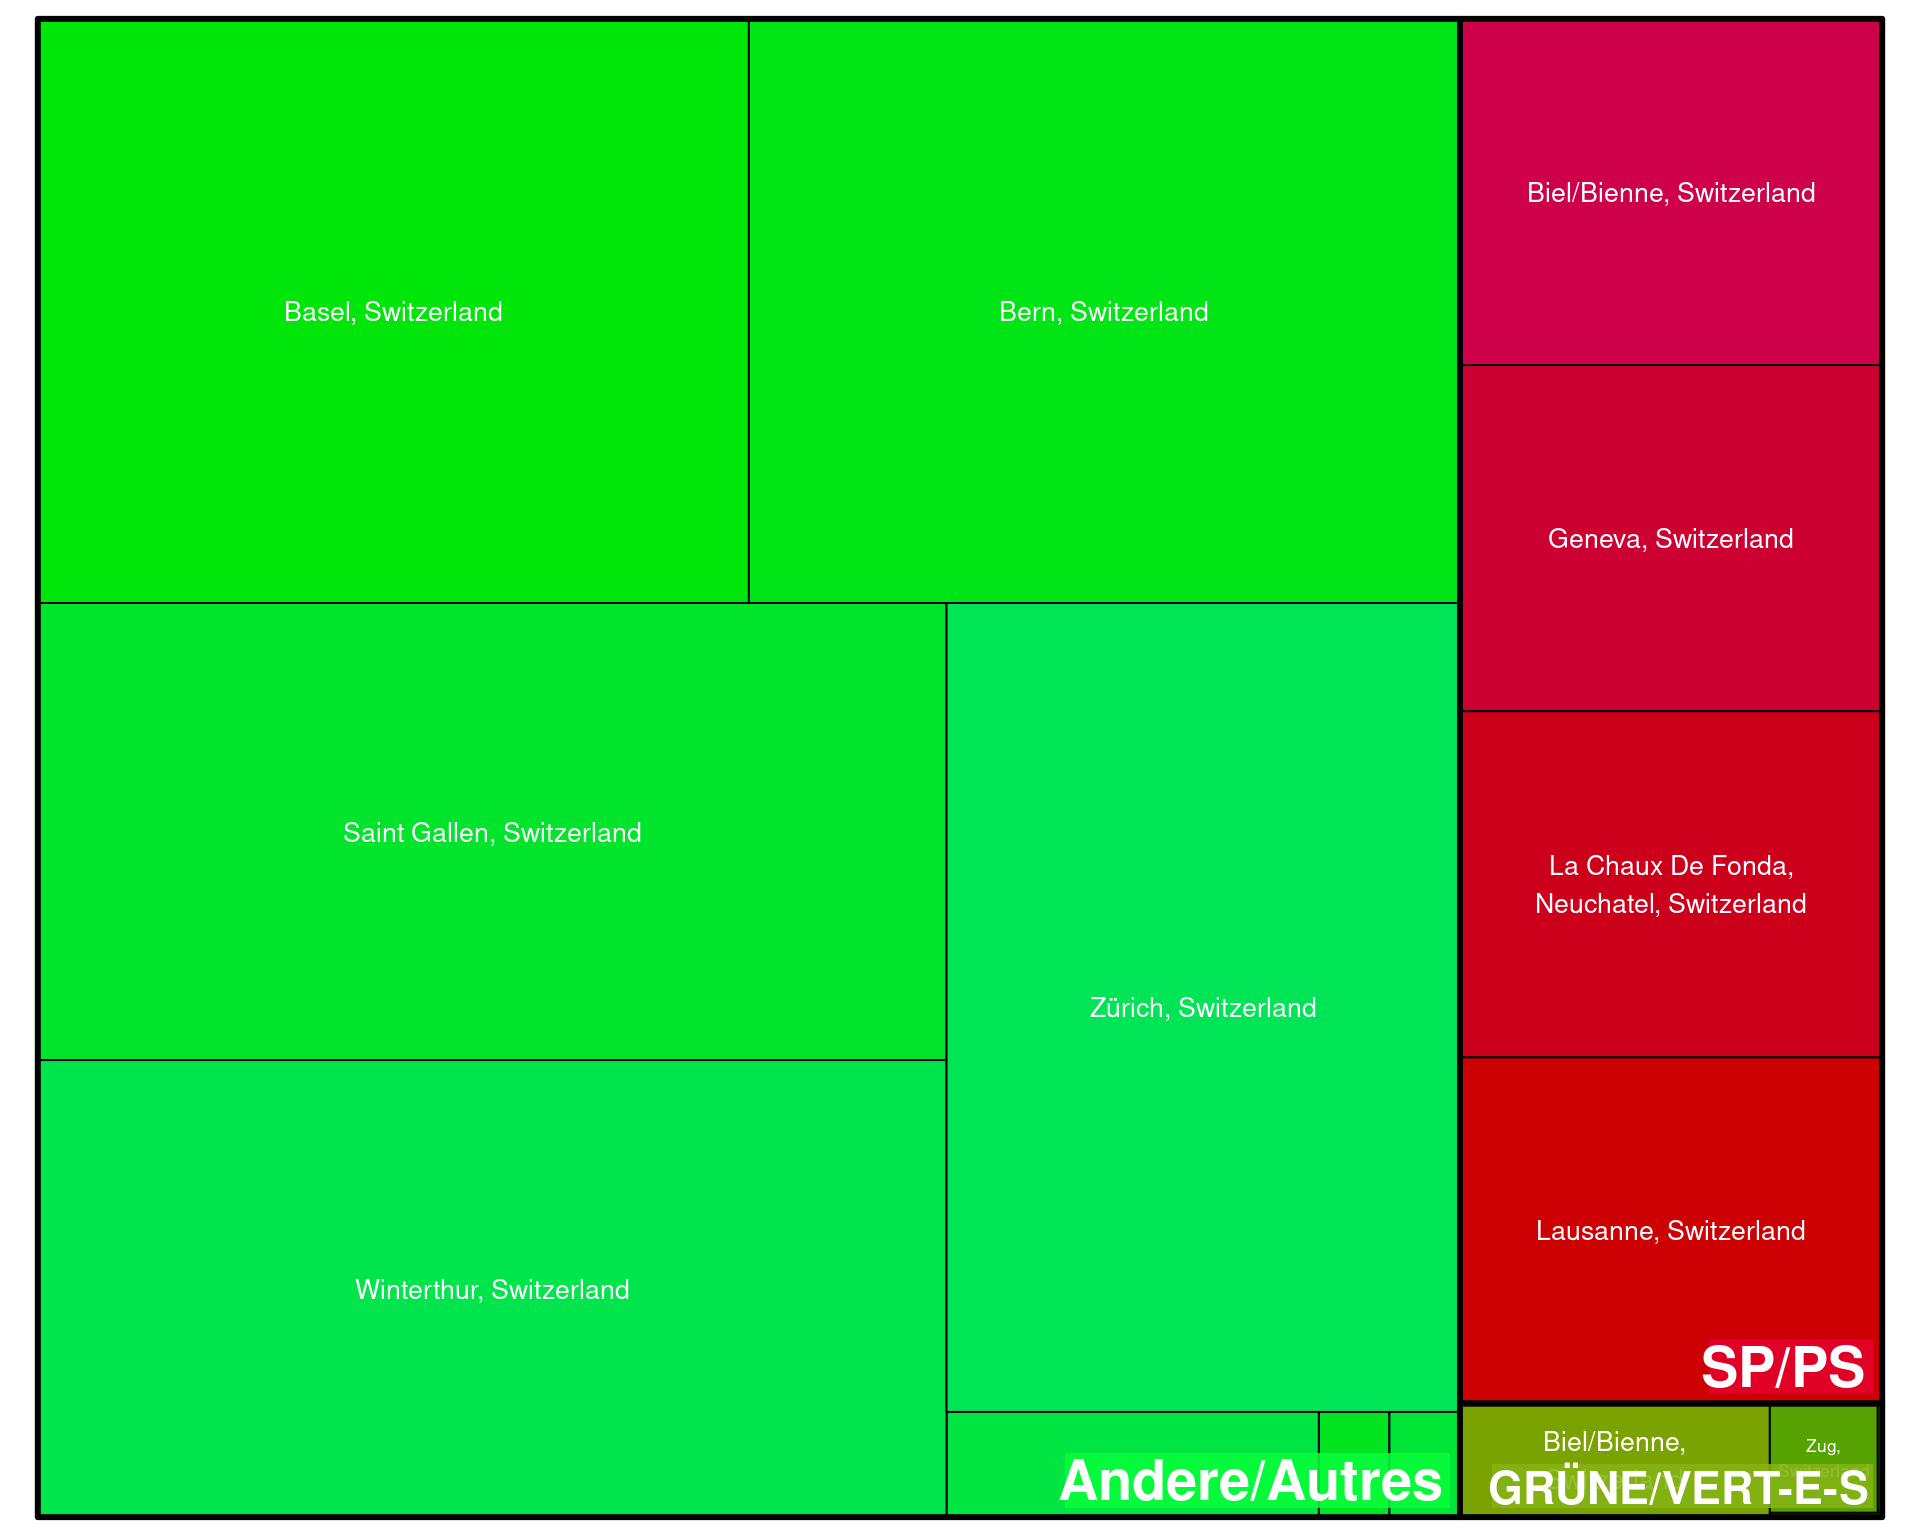 Basel, Switzerland
Bern, Switzerland
Biel/Bienne, Switzerland
Geneva, Switzerland
Saint Gallen, Switzerland
La Chaux De Fonda,
Neuchatel, Switzerland
Zürich, Switzerland
Lausanne, Switzerland
Winterthur, Switzerland
SP/PS
Biel/Bienne,
Zug,
Switzerland
Andere/Autres
GRÜNE/VERT-E-S